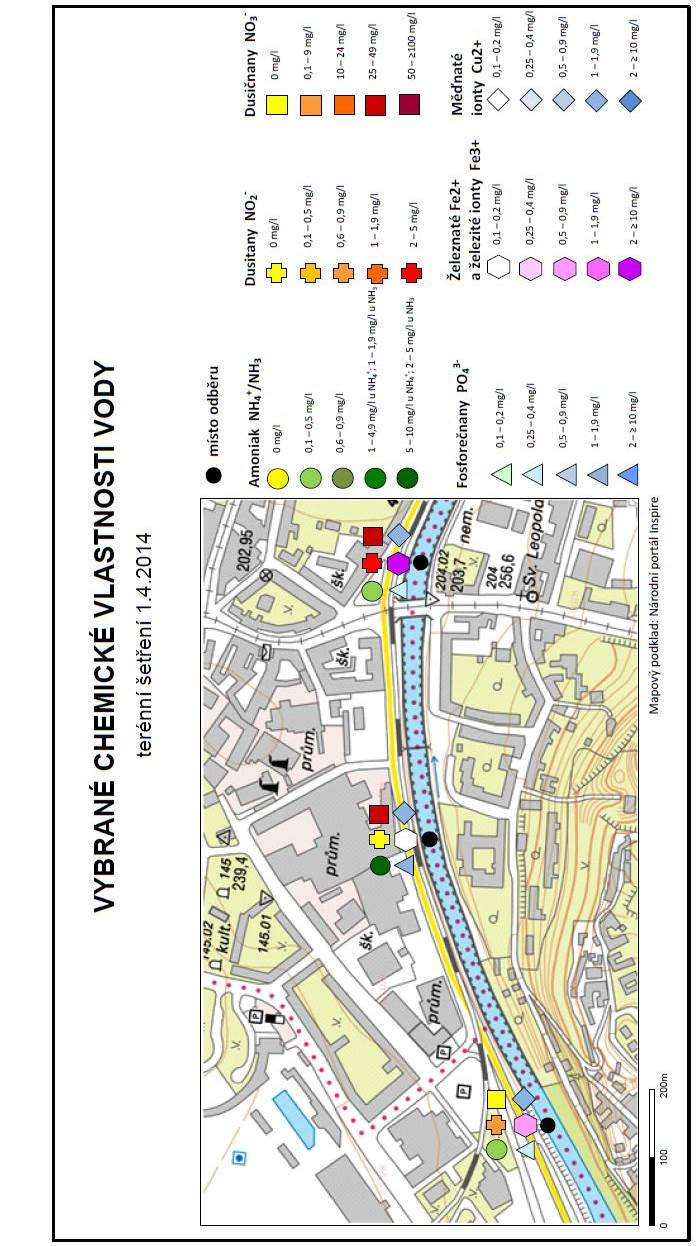 VYBRANÉ CHEMICKÉ VLASTNOSTI VODY
terénní šetření 1.4.2014
202,95
šk.
šk.
204.02
203,7
nem.
204
256,6
Sv. Leopola
prům.
prům.
145
239,4
145.02
kult.
145.01
šk.
prům.
P
P
P
0 100 200m
Mapový podklad: Národní portál Inspire
místo odběru
Amoniak NH₄⁺/NH₃
0 mg/l
0,1 – 0,5 mg/l
0,6 – 0,9 mg/l
1 – 4,9 mg/l u NH₄⁺; 1 – 1,9 mg/l u NH₃
5 – 10 mg/l u NH₄⁺; 2 – 5 mg/l u NH₃
Dusitany NO₂⁻
0 mg/l
0,1 – 0,5 mg/l
0,6 – 0,9 mg/l
1 – 1,9 mg/l
2 – 5 mg/l
Dusičnany NO₃⁻
0 mg/l
0,1 – 9 mg/l
10 – 24 mg/l
25 – 49 mg/l
50 – ≥100 mg/l
Fosforečnany PO₄³⁻
0,1 – 0,2 mg/l
0,25 – 0,4 mg/l
0,5 – 0,9 mg/l
1 – 1,9 mg/l
2 – ≥ 10 mg/l
Železnaté Fe2+
a železité ionty Fe3+
0,1 – 0,2 mg/l
0,25 – 0,4 mg/l
0,5 – 0,9 mg/l
1 – 1,9 mg/l
2 – ≥ 10 mg/l
Měďnaté
ionty Cu2+
0,1 – 0,2 mg/l
0,25 – 0,4 mg/l
0,5 – 0,9 mg/l
1 – 1,9 mg/l
2 – ≥ 10 mg/l